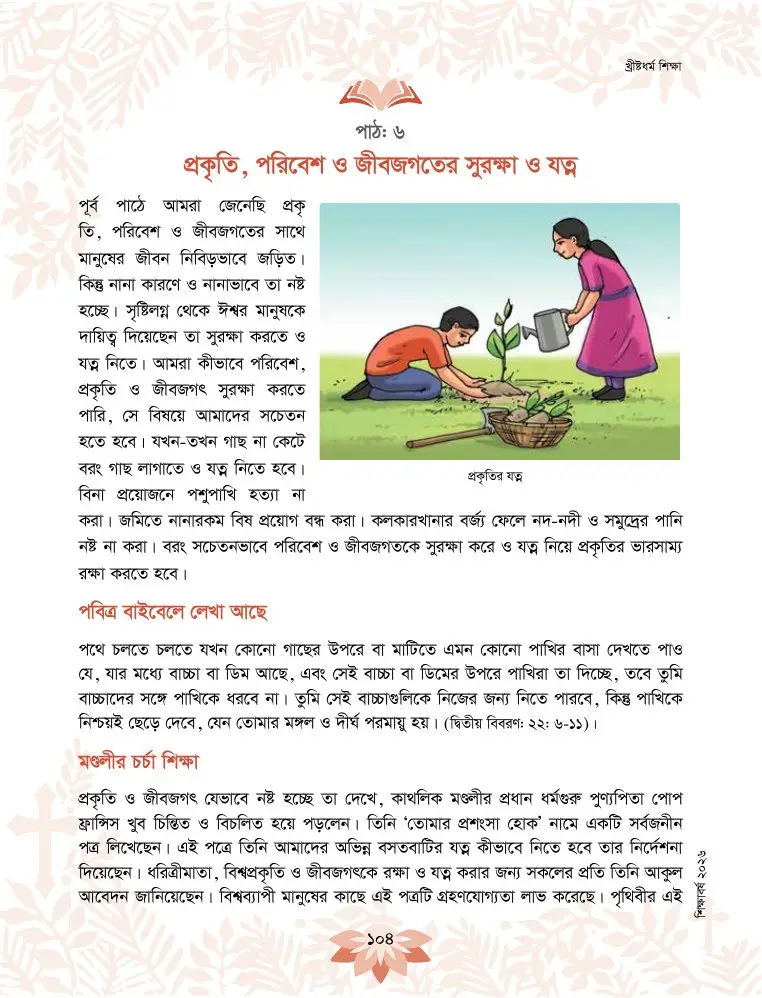 খ্রীষ্টধর্ম শিক্ষা
পাঠ: ৬
প্রকৃতি, পরিবেশ ও জীবজগতের সুরক্ষা ও যত্ন
পূর্ব পাঠে আমরা জেনেছি প্রকৃ
তি, পরিবেশ ও জীবজগতের সাথে
মানুষের জীবন নিবিড়ভাবে জড়িত।
কিন্তু নানা কারণে ও নানাভাবে তা নষ্ট
হচ্ছে। সৃষ্টিলগ্ন থেকে ঈশ্বর মানুষকে
দায়িত্ব দিয়েছেন তা সুরক্ষা করতে ও
যত্ন নিতে। আমরা কীভাবে পরিবেশ,
প্রকৃতি ও জীবজগৎ সুরক্ষা করতে
পারি, সে বিষয়ে আমাদের সচেতন
হতে হবে। যখন-তখন গাছ না কেটে
বরং গাছ লাগাতে ও যত্ন নিতে হবে।
বিনা প্রয়োজনে পশুপাখি হত্যা না
প্রকৃতির যত্ন
করা। জমিতে নানারকম বিষ প্রয়োগ বন্ধ করা। কলকারখানার বর্জ্য ফেলে নদ-নদী ও সমুদ্রের পানি
নষ্ট না করা। বরং সচেতনভাবে পরিবেশ ও জীবজগতকে সুরক্ষা করে ও যত্ন নিয়ে প্রকৃতির ভারসাম্য
রক্ষা করতে হবে।
পবিত্র বাইবেলে লেখা আছে
পথে চলতে চলতে যখন কোনো গাছের উপরে বা মাটিতে এমন কোনো পাখির বাসা দেখতে পাও
যে, যার মধ্যে বাচ্চা বা ডিম আছে, এবং সেই বাচ্চা বা ডিমের উপরে পাখিরা তা দিচ্ছে, তবে তুমি
বাচ্চাদের সঙ্গে পাখিকে ধরবে না। তুমি সেই বাচ্চাগুলিকে নিজের জন্য নিতে পারবে, কিন্তু পাখিকে
নিশ্চয়ই ছেড়ে দেবে, যেন তোমার মঙ্গল ও দীর্ঘ পরমায়ু হয়। (দ্বিতীয় বিবরণ: ২২: ৬-১১)।
মণ্ডলীর চর্চা শিক্ষা
প্রকৃতি ও জীবজগৎ যেভাবে নষ্ট হচ্ছে তা দেখে, কাথলিক মণ্ডলীর প্রধান ধর্মগুরু পুণ্যপিতা পোপ
ফ্রান্সিস খুব চিন্তিত ও বিচলিত হয়ে পড়লেন। তিনি ‘তোমার প্রশংসা হোক’ নামে একটি সর্বজনীন
পত্র লিখেছেন। এই পত্রে তিনি আমাদের অভিন্ন বসতবাটির যত্ন কীভাবে নিতে হবে তার নির্দেশনা
দিয়েছেন। ধরিত্রীমাতা, বিশ্বপ্রকৃতি ও জীবজগৎকে রক্ষা ও যত্ন করার জন্য সকলের প্রতি তিনি আকুল
আবেদন জানিয়েছেন। বিশ্বব্যাপী মানুষের কাছে এই পত্রটি গ্রহণযোগ্যতা লাভ করেছে। পৃথিবীর এই
শিক্ষাবর্ষ ২০২৬
১০৪